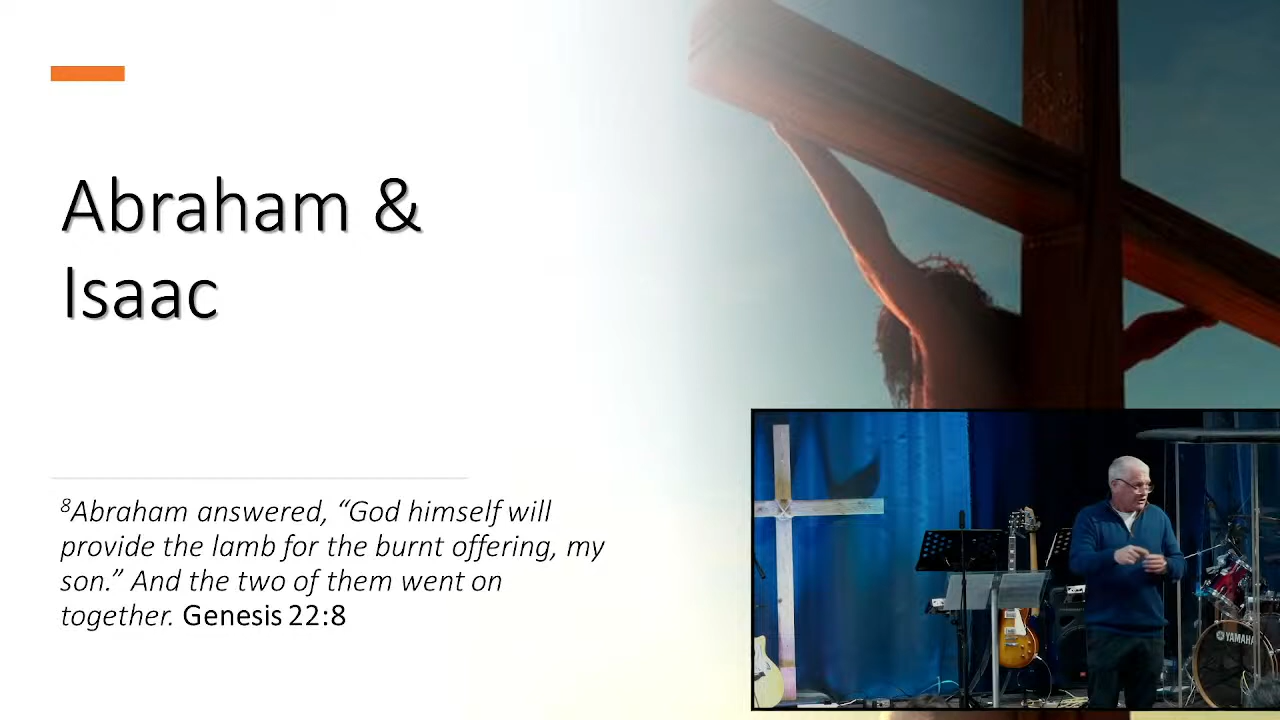 Abraham &
Isaac
⁸Abraham answered, “God himself will
provide the lamb for the burnt offering, my
son.” And the two of them went on
together. Genesis 22:8
YAMAHA